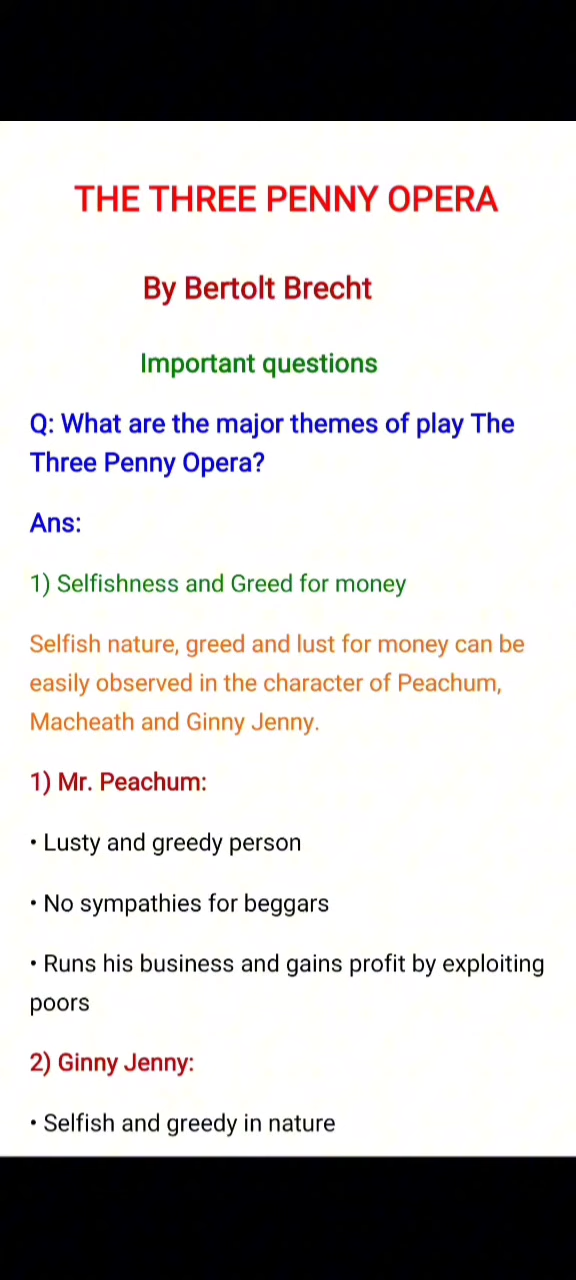 THE THREE PENNY OPERA
By Bertolt Brecht
Important questions
Q: What are the major themes of play The
Three Penny Opera?
Ans:
1) Selfishness and Greed for money
Selfish nature, greed and lust for money can be
easily observed in the character of Peachum,
Macheath and Ginny Jenny.
1) Mr. Peachum:
• Lusty and greedy person
• No sympathies for beggars
• Runs his business and gains profit by exploiting
poors
2) Ginny Jenny:
• Selfish and greedy in nature